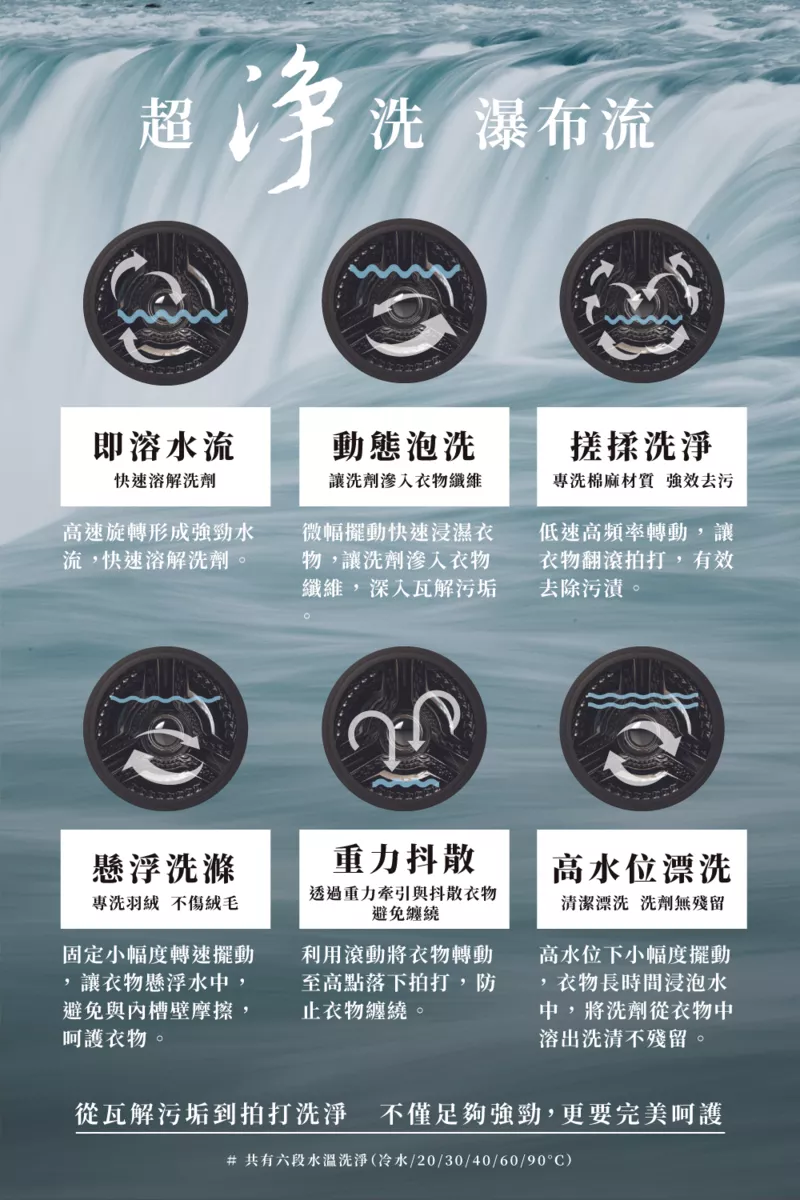 超淨洗 瀑布流
即溶水流
快速溶解洗劑
高速旋轉形成強勁水
流,快速溶解洗劑。
動態泡洗
讓洗劑滲入衣物纖維
微幅擺動快速浸濕衣
物,讓洗劑滲入衣物
纖維,深入瓦解污垢
。
搓揉洗淨
專洗棉麻材質 強效去污
低速高頻率轉動,讓
衣物翻滾拍打,有效
去除污漬。
懸浮洗滌
專洗羽絨 不傷絨毛
固定小幅度轉速擺動
,讓衣物懸浮水中,
避免與內槽壁摩擦,
呵護衣物。
重力抖散
透過重力牽引與抖散衣物
避免纏繞
利用滾動將衣物轉動
至高點落下拍打,防
止衣物纏繞。
高水位漂洗
清潔漂洗 洗劑無殘留
高水位下小幅度擺動
,衣物長時間浸泡水
中,將洗劑從衣物中
溶出洗清不殘留。
從瓦解污垢到拍打洗淨 不僅足夠強勁,更要完美呵護
# 共有六段水溫洗淨(冷水/20/30/40/60/90°C)